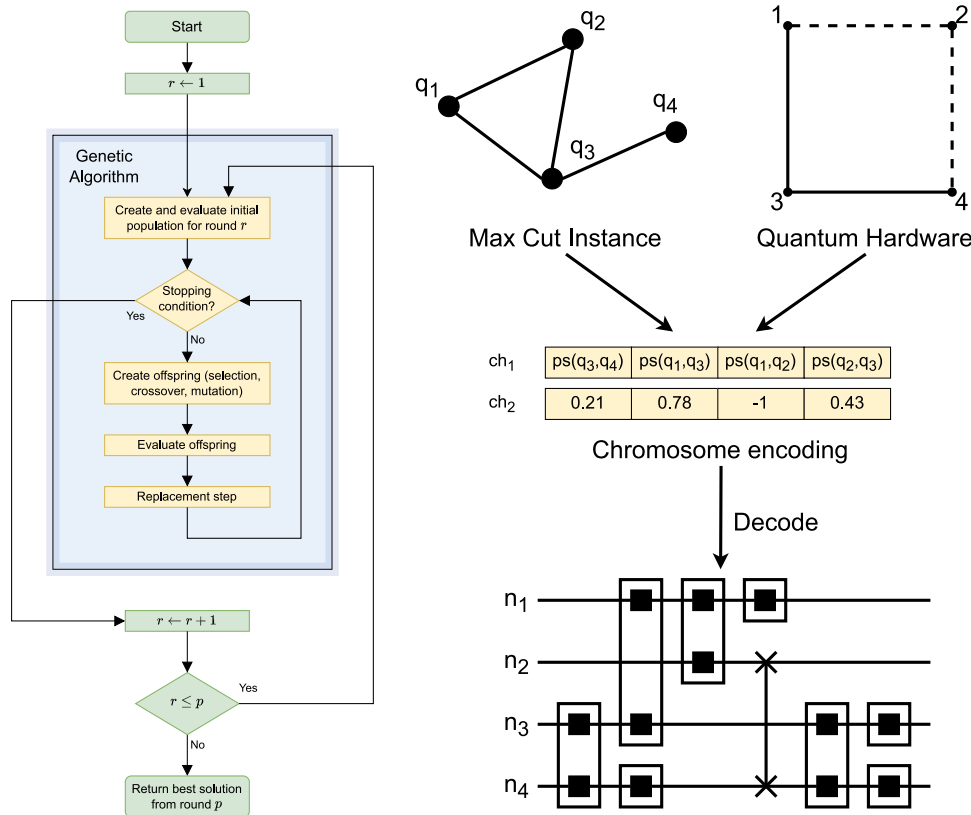 Start
r ← 1
Genetic
Algorithm
Create and evaluate initial
population for round r
Stopping
condition?
Yes
No
Create offspring (selection,
crossover, mutation)
Evaluate offspring
Replacement step
r ← r + 1
r ≤ p
Yes
No
Return best solution
from round p
q₁
q₂
q₃
q₄
Max Cut Instance
1
2
3
4
Quantum Hardware
ch₁ ps(q₃,q₄) ps(q₁,q₃) ps(q₁,q₂) ps(q₂,q₃)
ch₂ 0.21 0.78 -1 0.43
Chromosome encoding
Decode
n₁
n₂
n₃
n₄